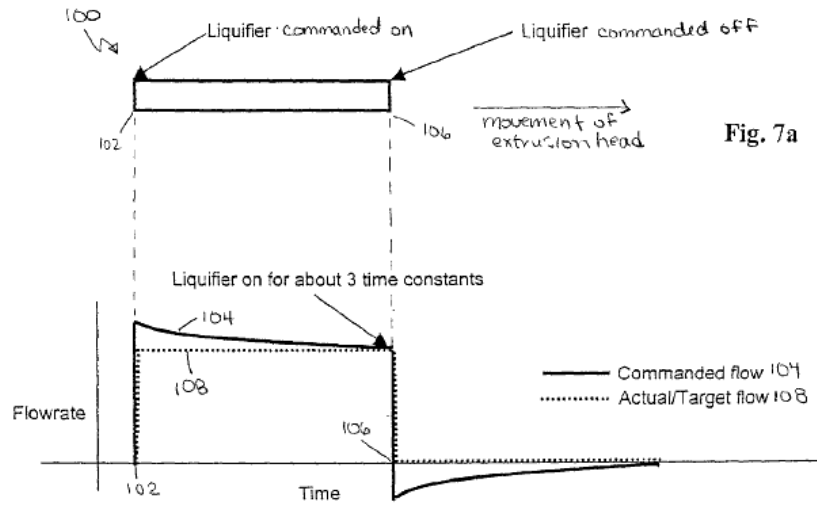 100
Liquifier commanded on
Liquifier commanded off
102
106
movement of
extrusion head
Fig. 7a
Liquifier on for about 3 time constants
104
108
Commanded flow 104
Actual/Target flow 108
Flowrate
106
102
Time